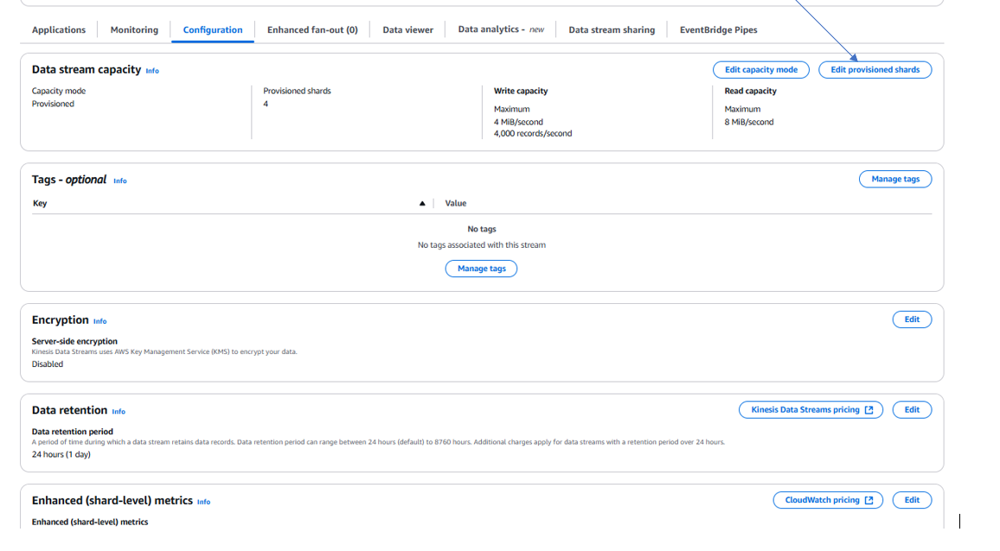 Applications Monitoring Configuration Enhanced fan-out (0) Data viewer Data analytics - new Data stream sharing EventBridge Pipes
Data stream capacity Info Edit capacity mode Edit provisioned shards
Capacity mode
Provisioned
Provisioned shards
4
Write capacity
Maximum
4 MiB/second
4,000 records/second
Read capacity
Maximum
8 MiB/second
Tags - optional Info Manage tags
Key Value
No tags
No tags associated with this stream
Manage tags
Encryption Info Edit
Server-side encryption
Kinesis Data Streams uses AWS Key Management Service (KMS) to encrypt your data.
Disabled
Data retention Info Kinesis Data Streams pricing Edit
Data retention period
A period of time during which a data stream retains data records. Data retention period can range between 24 hours (default) to 8760 hours. Additional charges apply for data streams with a retention period over 24 hours.
24 hours (1 day)
Enhanced (shard-level) metrics Info CloudWatch pricing Edit
Enhanced (shard-level) metrics